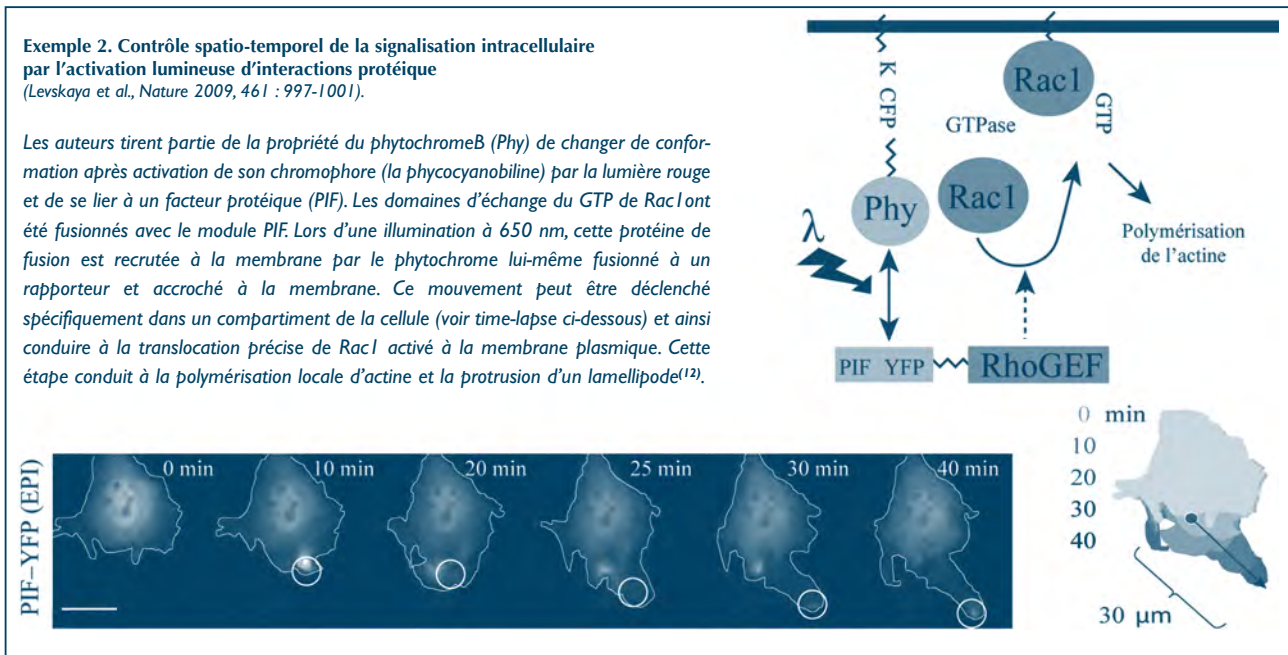 Exemple 2. Contrôle spatio-temporel de la signalisation intracellulaire
par l'activation lumineuse d'interactions protéique
(Levskaya et al., Nature 2009, 461 : 997-1001).
Les auteurs tirent partie de la propriété du phytochromeB (Phy) de changer de confor-
mation après activation de son chromophore (la phycocyanobiline) par la lumière rouge
et de se lier à un facteur protéique (PIF). Les domaines d'échange du GTP de Rac1ont
été fusionnés avec le module PIF. Lors d'une illumination à 650 nm, cette protéine de
fusion est recrutée à la membrane par le phytochrome lui-même fusionné à un
rapporteur et accroché à la membrane. Ce mouvement peut être déclenché
spécifiquement dans un compartiment de la cellule (voir time-lapse ci-dessous) et ainsi
conduire à la translocation précise de Rac1 activé à la membrane plasmique. Cette
étape conduit à la polymérisation locale d'actine et la protrusion d'un lamellipode(12).
K CFP
Rac1
GTP
GTPase
Rac1
Phy
λ
Polymérisation
de l'actine
PIF YFP
RhoGEF
PIF–YFP (EPI)
0 min
10 min
20 min
25 min
30 min
40 min
0 min
10
20
30
40
30 µm